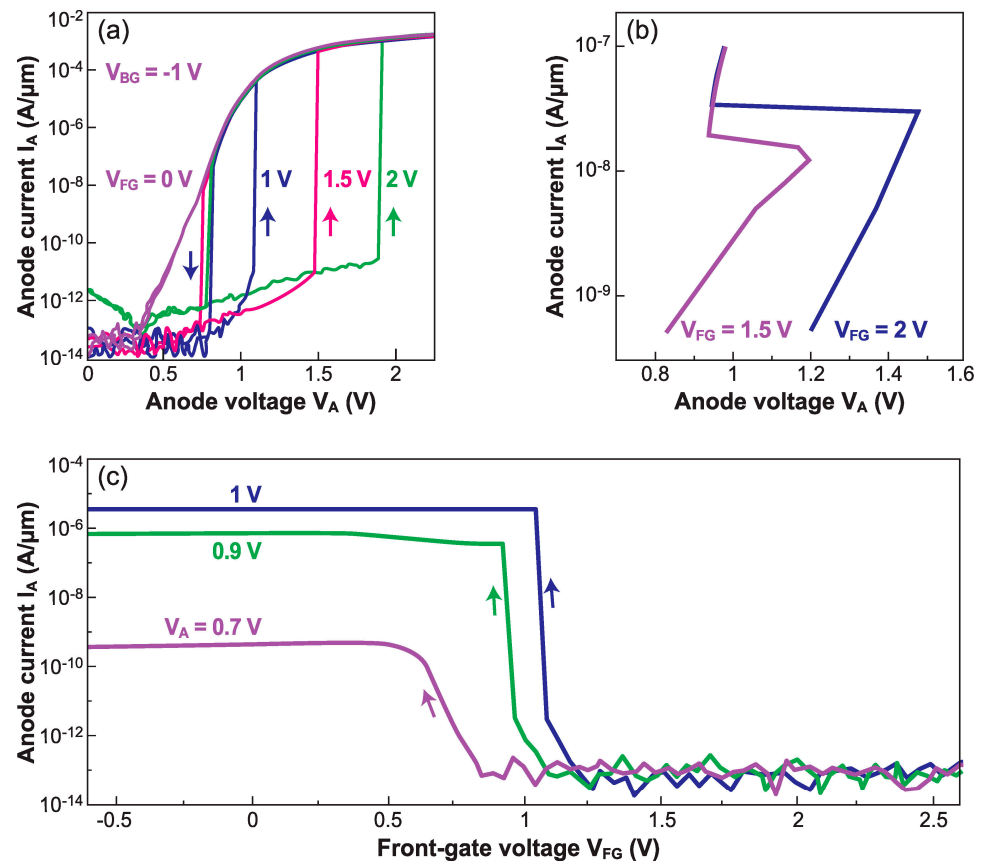 (a)
V_BG = -1 V
V_FG = 0 V
1 V
1.5 V
2 V
10^-2
10^-4
10^-6
10^-8
10^-10
10^-12
10^-14
Anode current I_A (A/μm)
0
0.5
1
1.5
2
Anode voltage V_A (V)
(b)
10^-7
10^-8
10^-9
Anode current I_A (A/μm)
V_FG = 1.5 V
V_FG = 2 V
0.8
1
1.2
1.4
1.6
Anode voltage V_A (V)
(c)
10^-4
10^-6
10^-8
10^-10
10^-12
10^-14
Anode current I_A (A/μm)
1 V
0.9 V
V_A = 0.7 V
-0.5
0
0.5
1
1.5
2
2.5
Front-gate voltage V_FG (V)